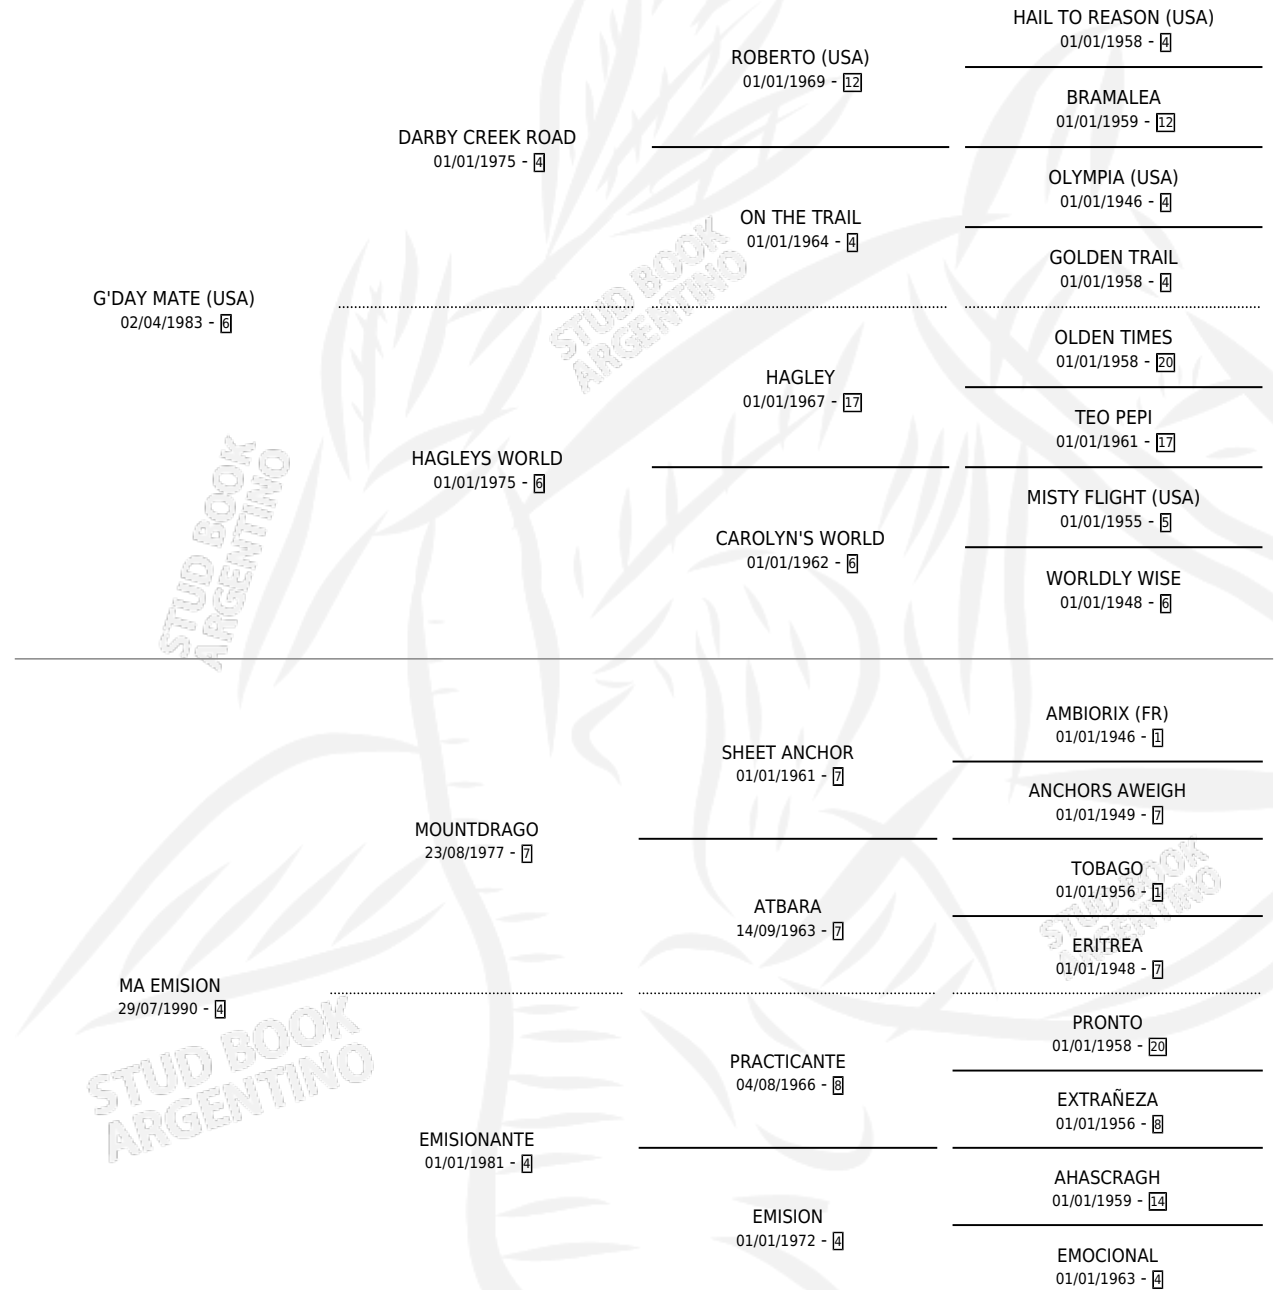 HAIL TO REASON (USA)
01/01/1958 - 4
ROBERTO (USA)
01/01/1969 - 12
BRAMALEA
01/01/1959 - 12
DARBY CREEK ROAD
01/01/1975 - 4
OLYMPIA (USA)
01/01/1946 - 4
ON THE TRAIL
01/01/1964 - 4
GOLDEN TRAIL
01/01/1958 - 4
G'DAY MATE (USA)
02/04/1983 - 6
OLDEN TIMES
01/01/1958 - 20
HAGLEY
01/01/1967 - 17
TEO PEPI
01/01/1961 - 17
HAGLEYS WORLD
01/01/1975 - 6
MISTY FLIGHT (USA)
01/01/1955 - 5
CAROLYN'S WORLD
01/01/1962 - 6
WORLDLY WISE
01/01/1948 - 6
AMBIORIX (FR)
01/01/1946 - 1
SHEET ANCHOR
01/01/1961 - 7
ANCHORS AWEIGH
01/01/1949 - 7
MOUNTDRAGO
23/08/1977 - 7
TOBAGO
01/01/1956 - 1
ATBARA
14/09/1963 - 7
ERITREA
01/01/1948 - 7
MA EMISION
29/07/1990 - 4
PRONTO
01/01/1958 - 20
PRACTICANTE
04/08/1966 - 8
EXTRAÑEZA
01/01/1956 - 8
EMISIONANTE
01/01/1981 - 4
AHASCRAGH
01/01/1959 - 14
EMISION
01/01/1972 - 4
EMOCIONAL
01/01/1963 - 4
STUD BOOK
ARGENTINO
STUD BOOK
ARGENTINO
STUD BOOK
ARGENTINO
STUD BOOK
ARGENTINO